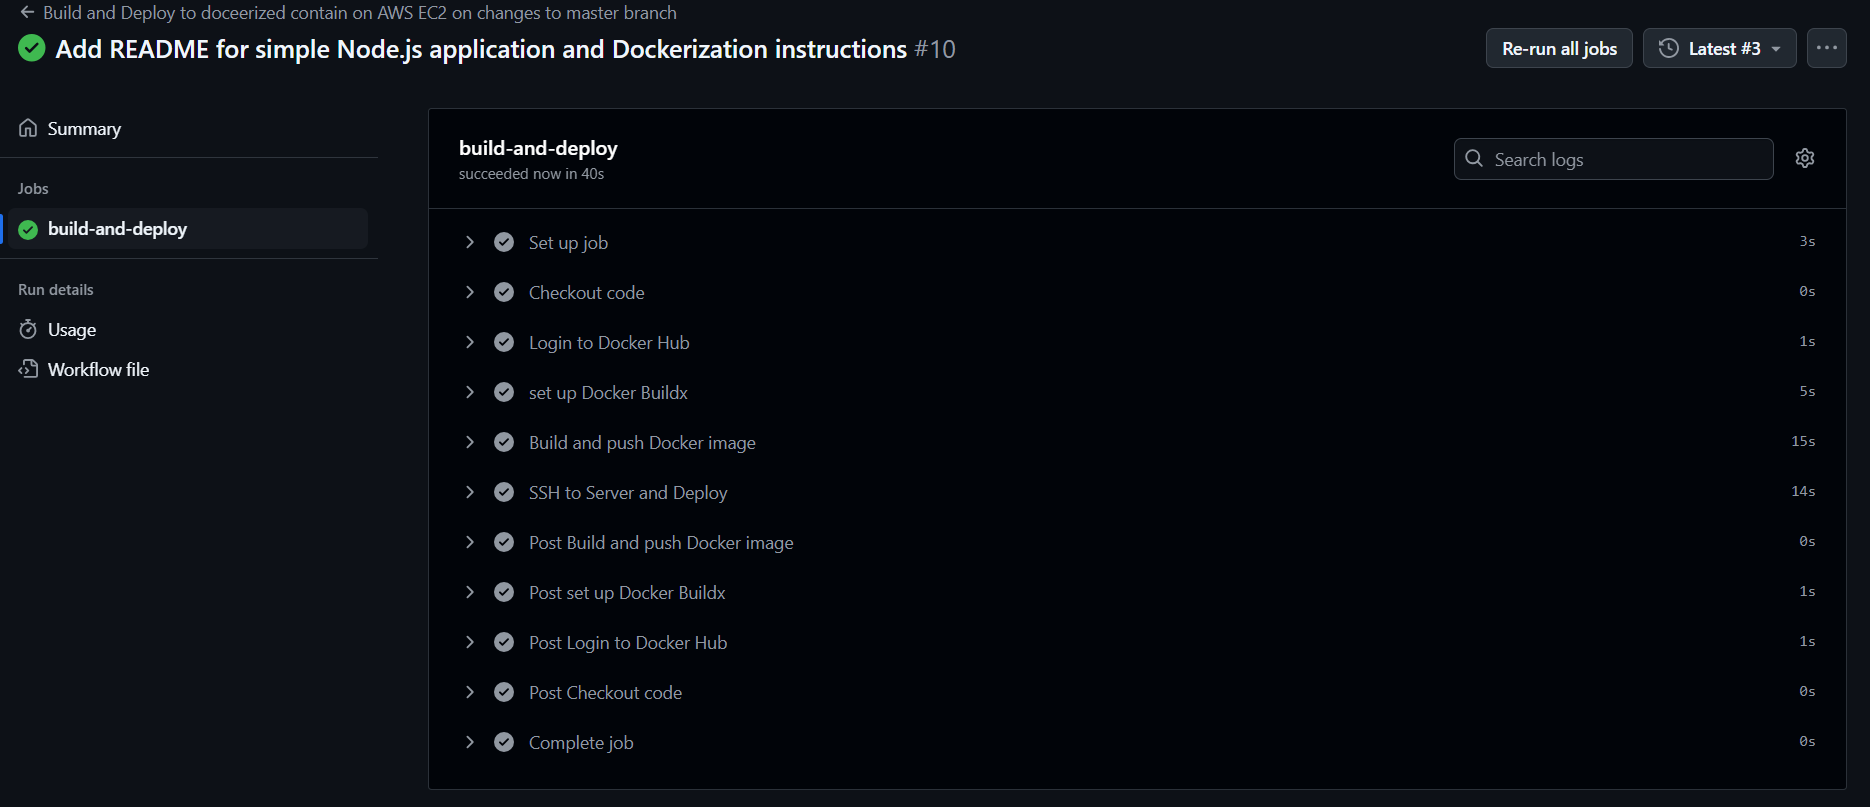 Build and Deploy to doceerized contain on AWS EC2 on changes to master branch
Add README for simple Node.js application and Dockerization instructions #10
Re-run all jobs
Latest #3
Summary
Jobs
build-and-deploy
Run details
Usage
Workflow file
build-and-deploy
succeeded now in 40s
Search logs
Set up job 3s
Checkout code 0s
Login to Docker Hub 1s
set up Docker Buildx 5s
Build and push Docker image 15s
SSH to Server and Deploy 14s
Post Build and push Docker image 0s
Post set up Docker Buildx 1s
Post Login to Docker Hub 1s
Post Checkout code 0s
Complete job 0s